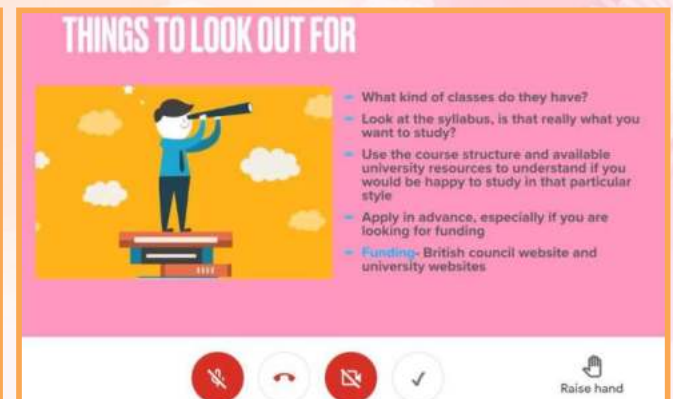 THINGS TO LOOK OUT FOR
What kind of classes do they have?
Look at the syllabus, is that really what you
want to study?
Use the course structure and available
university resources to understand if you
would be happy to study in that particular
style
Apply in advance, especially if you are
looking for funding
Funding- British council website and
university websites
Raise hand